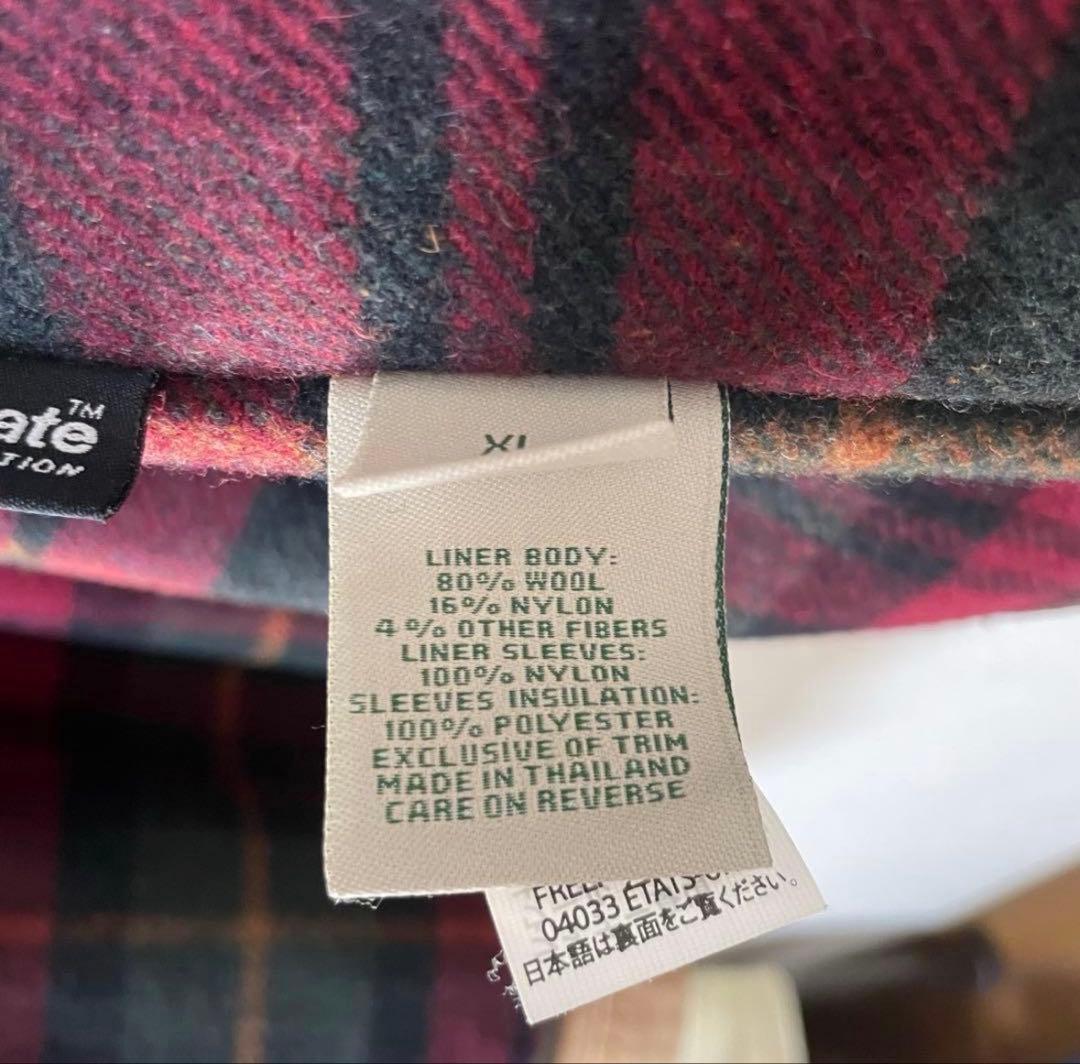 XL
LINER BODY:
80% WOOL
16% NYLON
4% OTHER FIBERS
LINER SLEEVES:
100% NYLON
SLEEVES INSULATION:
100% POLYESTER
EXCLUSIVE OF TRIM
MADE IN THAILAND
CARE ON REVERSE
04033 ÉTATS-
日本語は裏面をご覧ください。